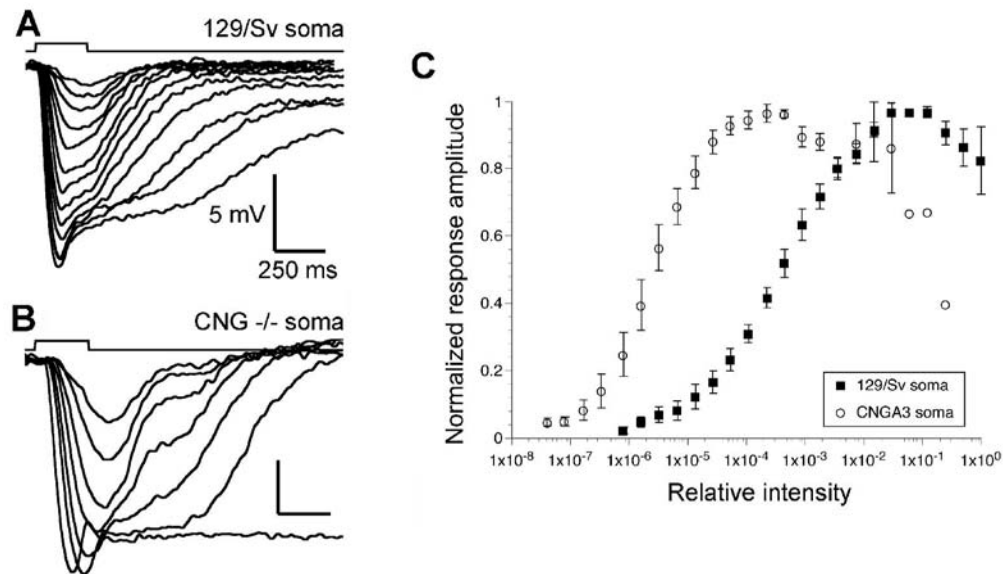 A
129/Sv soma
5 mV
250 ms
B
CNG -/- soma
C
Normalized response amplitude
1
0.8
0.6
0.4
0.2
0
129/Sv soma
CNGA3 soma
1x10-8 1x10-7 1x10-6 1x10-5 1x10-4 1x10-3 1x10-2 1x10-1 1x100
Relative intensity